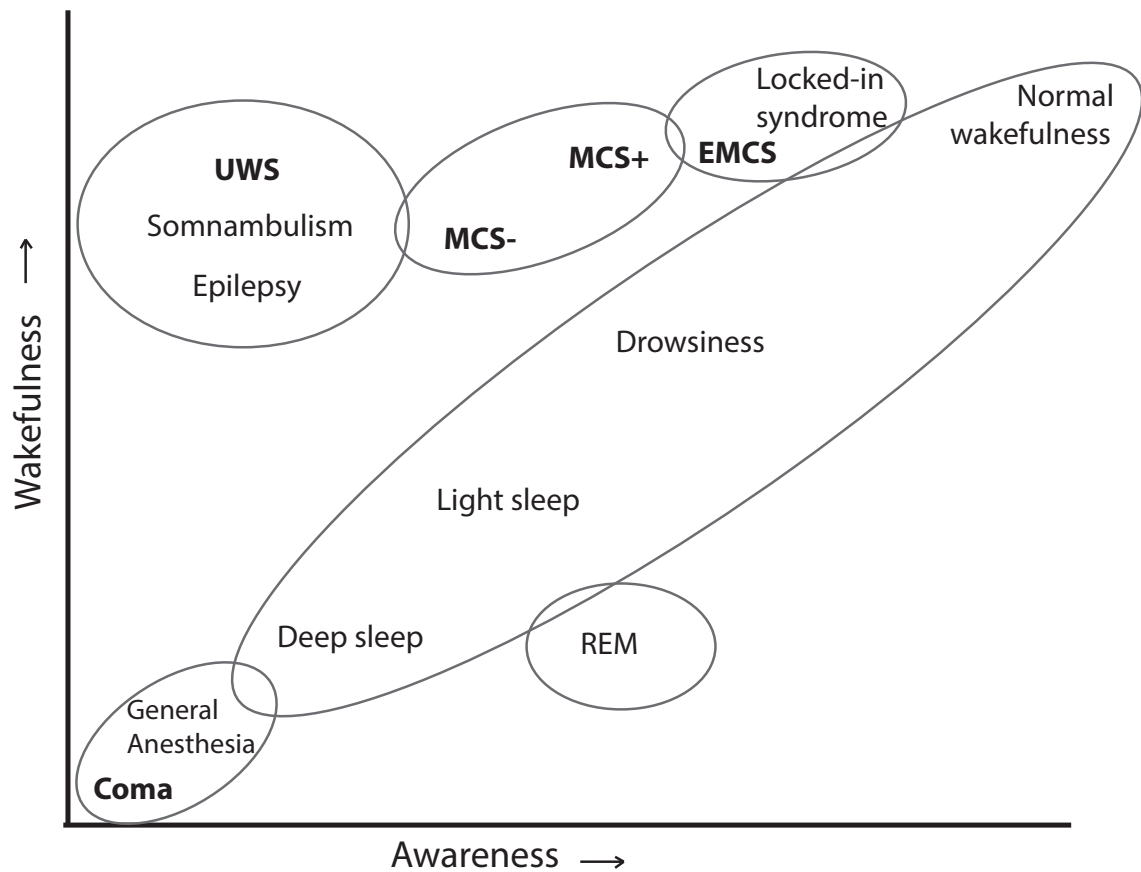 Locked-in
syndrome
Normal
wakefulness
UWS
MCS+
EMCS
Somnambulism
MCS-
Epilepsy
Drowsiness
Wakefulness →
Light sleep
Deep sleep
REM
General
Anesthesia
Coma
Awareness →